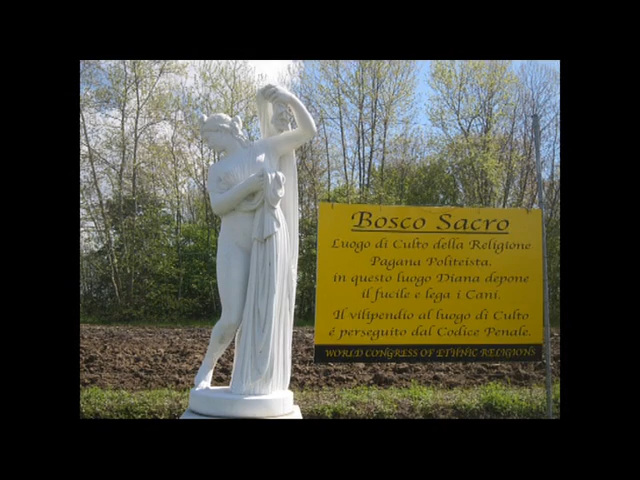 Bosco Sacro
Luogo di Culto della Religione
Pagana Politeista,
in questo luogo Diana depone
il fucile e lega i Cani.
Il vilipendio al luogo di Culto
é perseguito dal Codice Penale.
WORLD CONGRESS OF ETHNIC RELIGIONS